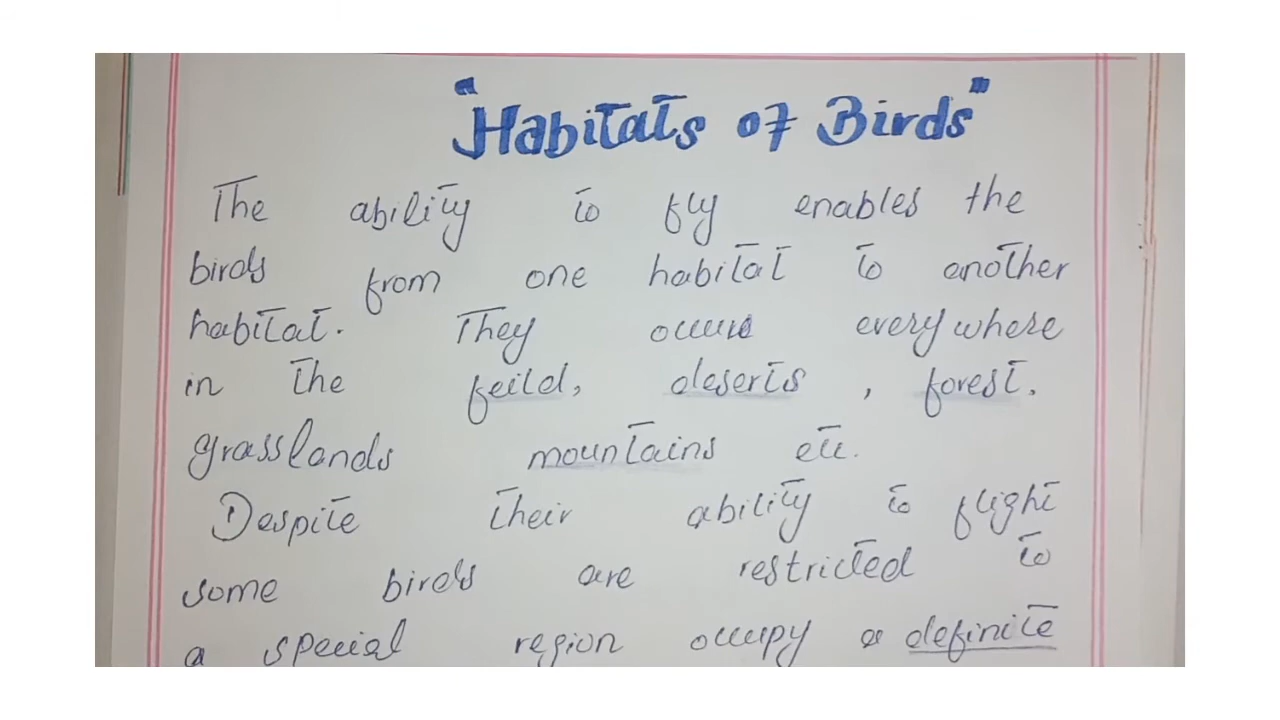 "Habitats of Birds"
The ability to fly enables the
birds from one habitat to another
habitat. They occure everywhere
in the feild, deserts, forest.
grasslands mountains etc.
Despite their ability to flight
some birds are restricted to
a special region occupy a definite